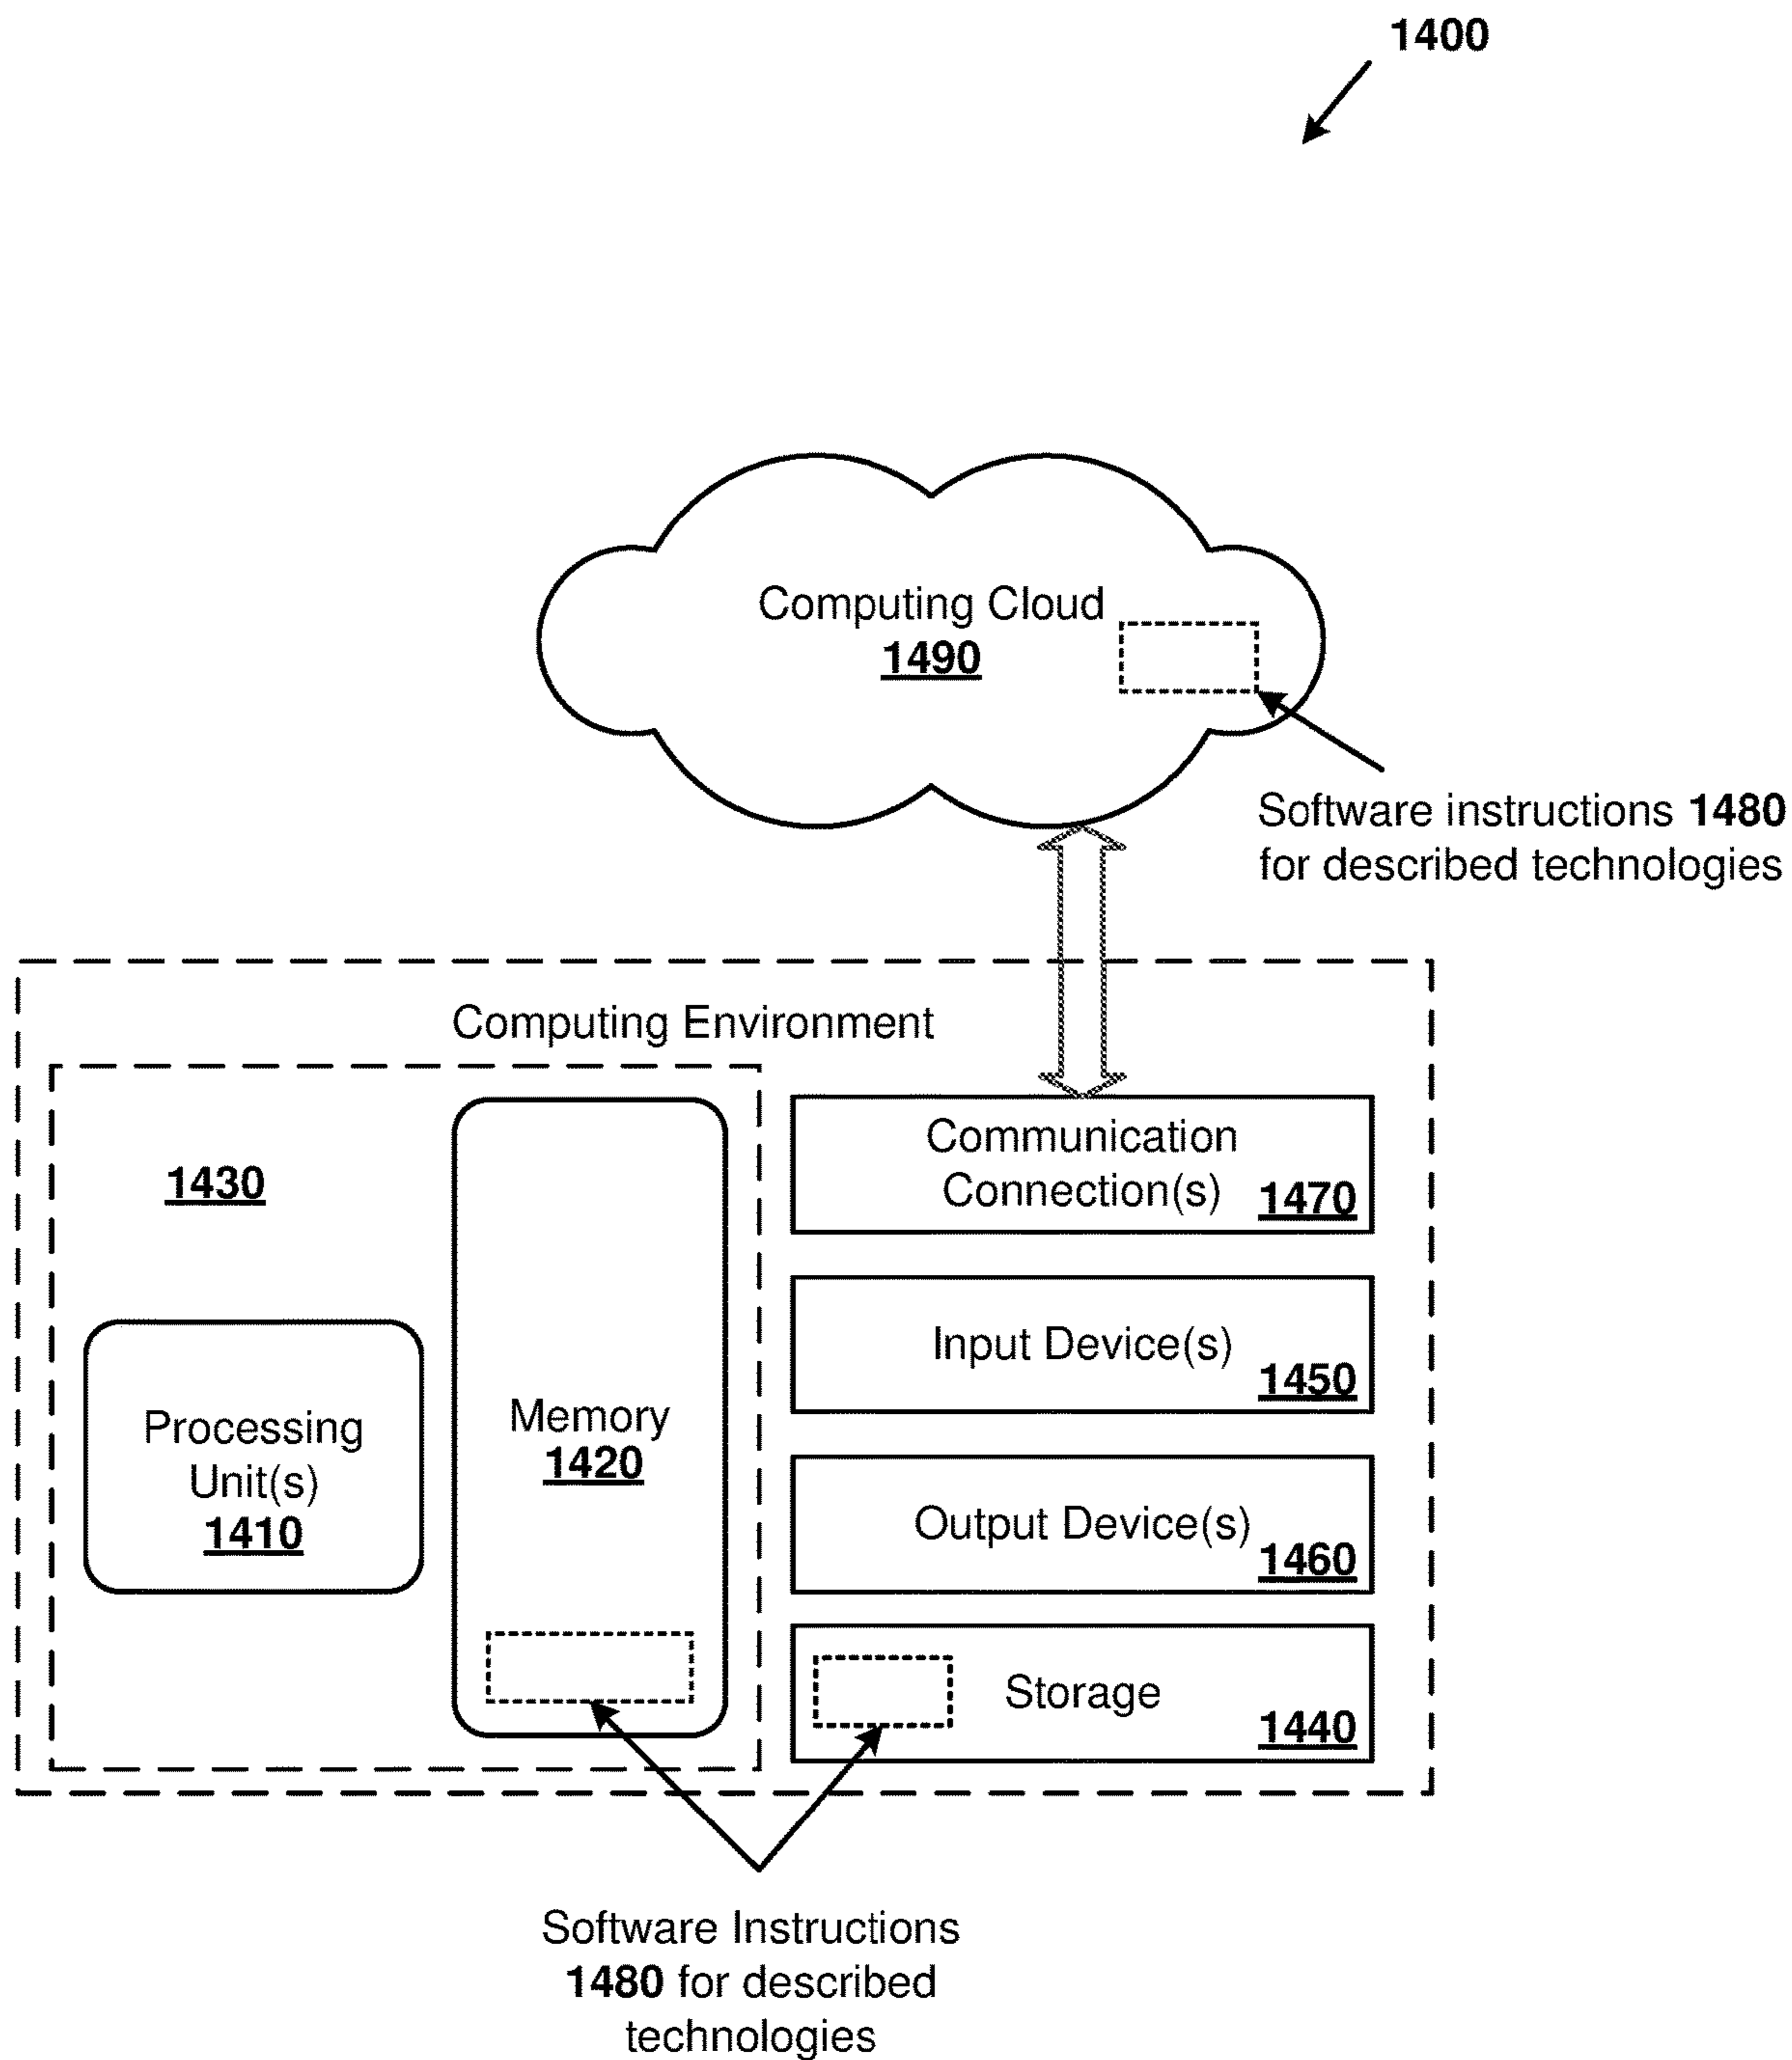 1400
Computing Cloud
1490
Software instructions 1480
for described technologies
Computing Environment
1430
Processing
Unit(s)
1410
Memory
1420
Communication
Connection(s)
1470
Input Device(s)
1450
Output Device(s)
1460
Storage
1440
Software Instructions
1480 for described
technologies